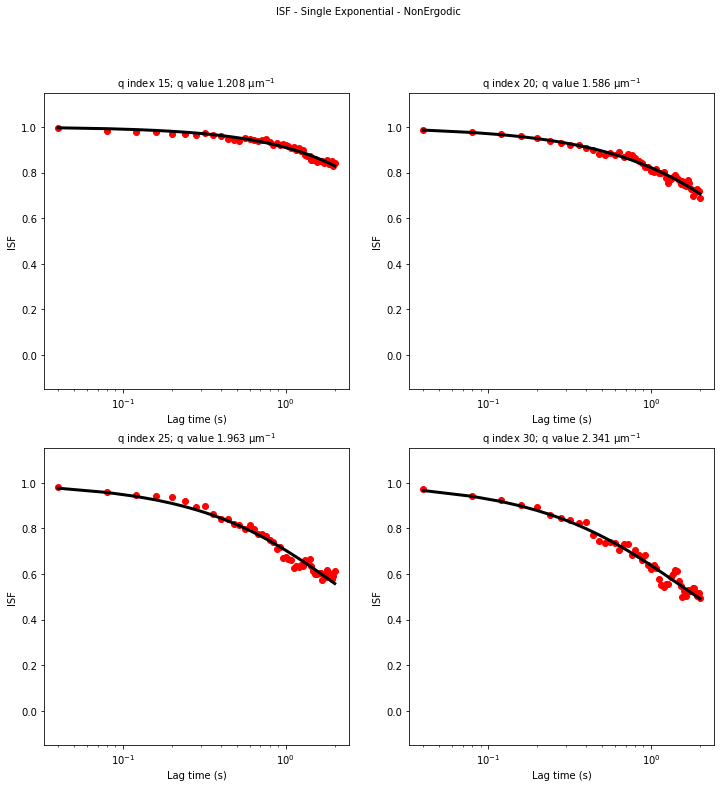 ISF - Single Exponential - NonErgodic
q index 15; q value 1.208 μm⁻¹
q index 20; q value 1.586 μm⁻¹
1.0
0.8
0.6
0.4
0.2
0.0
ISF
10⁻¹
10⁰
Lag time (s)
1.0
0.8
0.6
0.4
0.2
0.0
ISF
10⁻¹
10⁰
Lag time (s)
q index 25; q value 1.963 μm⁻¹
q index 30; q value 2.341 μm⁻¹
1.0
0.8
0.6
0.4
0.2
0.0
ISF
10⁻¹
10⁰
Lag time (s)
1.0
0.8
0.6
0.4
0.2
0.0
ISF
10⁻¹
10⁰
Lag time (s)